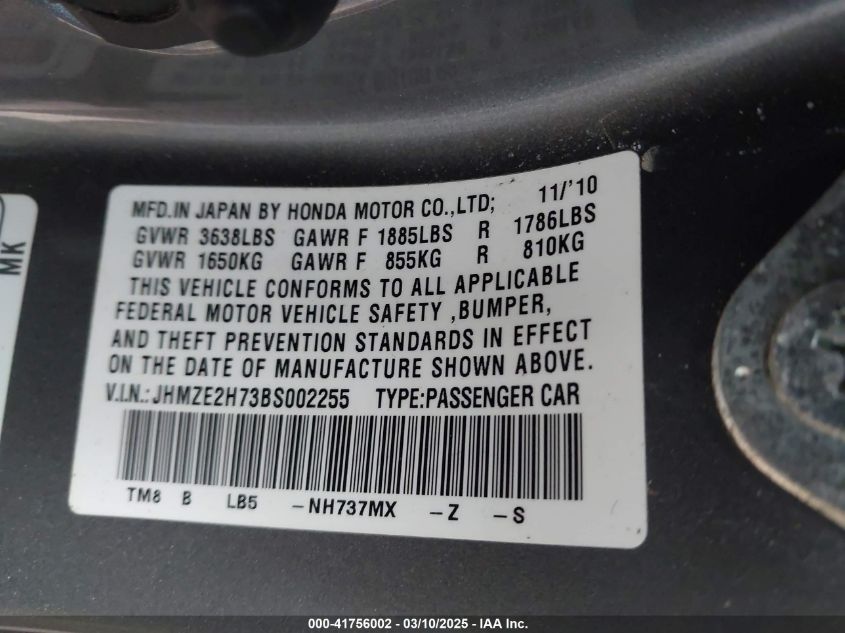 MFD.IN JAPAN BY HONDA MOTOR CO.,LTD; 11/'10
GVWR 3638LBS GAWR F 1885LBS R 1786LBS
GVWR 1650KG GAWR F 855KG R 810KG
THIS VEHICLE CONFORMS TO ALL APPLICABLE
FEDERAL MOTOR VEHICLE SAFETY ,BUMPER,
AND THEFT PREVENTION STANDARDS IN EFFECT
ON THE DATE OF MANUFACTURE SHOWN ABOVE.
V.I.N.: JHMZE2H73BS002255 TYPE:PASSENGER CAR
TM8 B LB5 -NH737MX -Z -S
MK
000-41756002 - 03/10/2025 - IAA Inc.